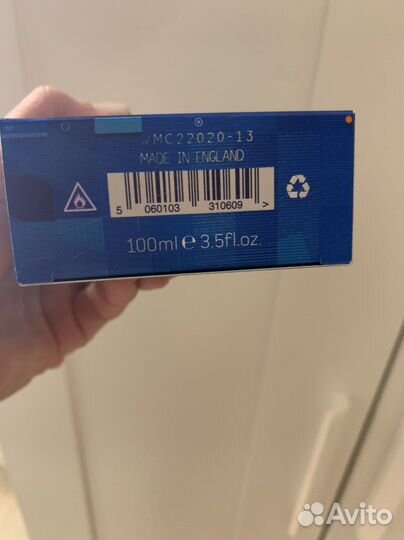 /MC22020-13
MADE IN ENGLAND
5 060103 310609 >
100ml e 3.5fl.oz.
Avito